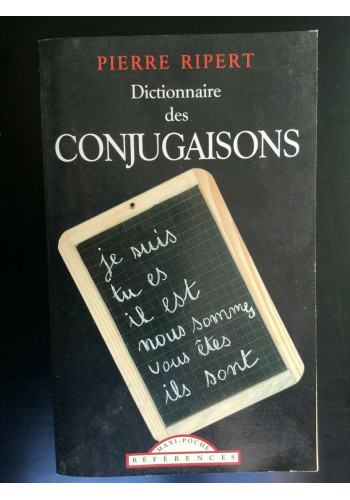 PIERRE RIPERT
Dictionnaire
des
CONJUGAISONS
je suis
tu es
il est
nous sommes
vous êtes
ils sont
MAXI-POCHE
RÉFÉRENCES